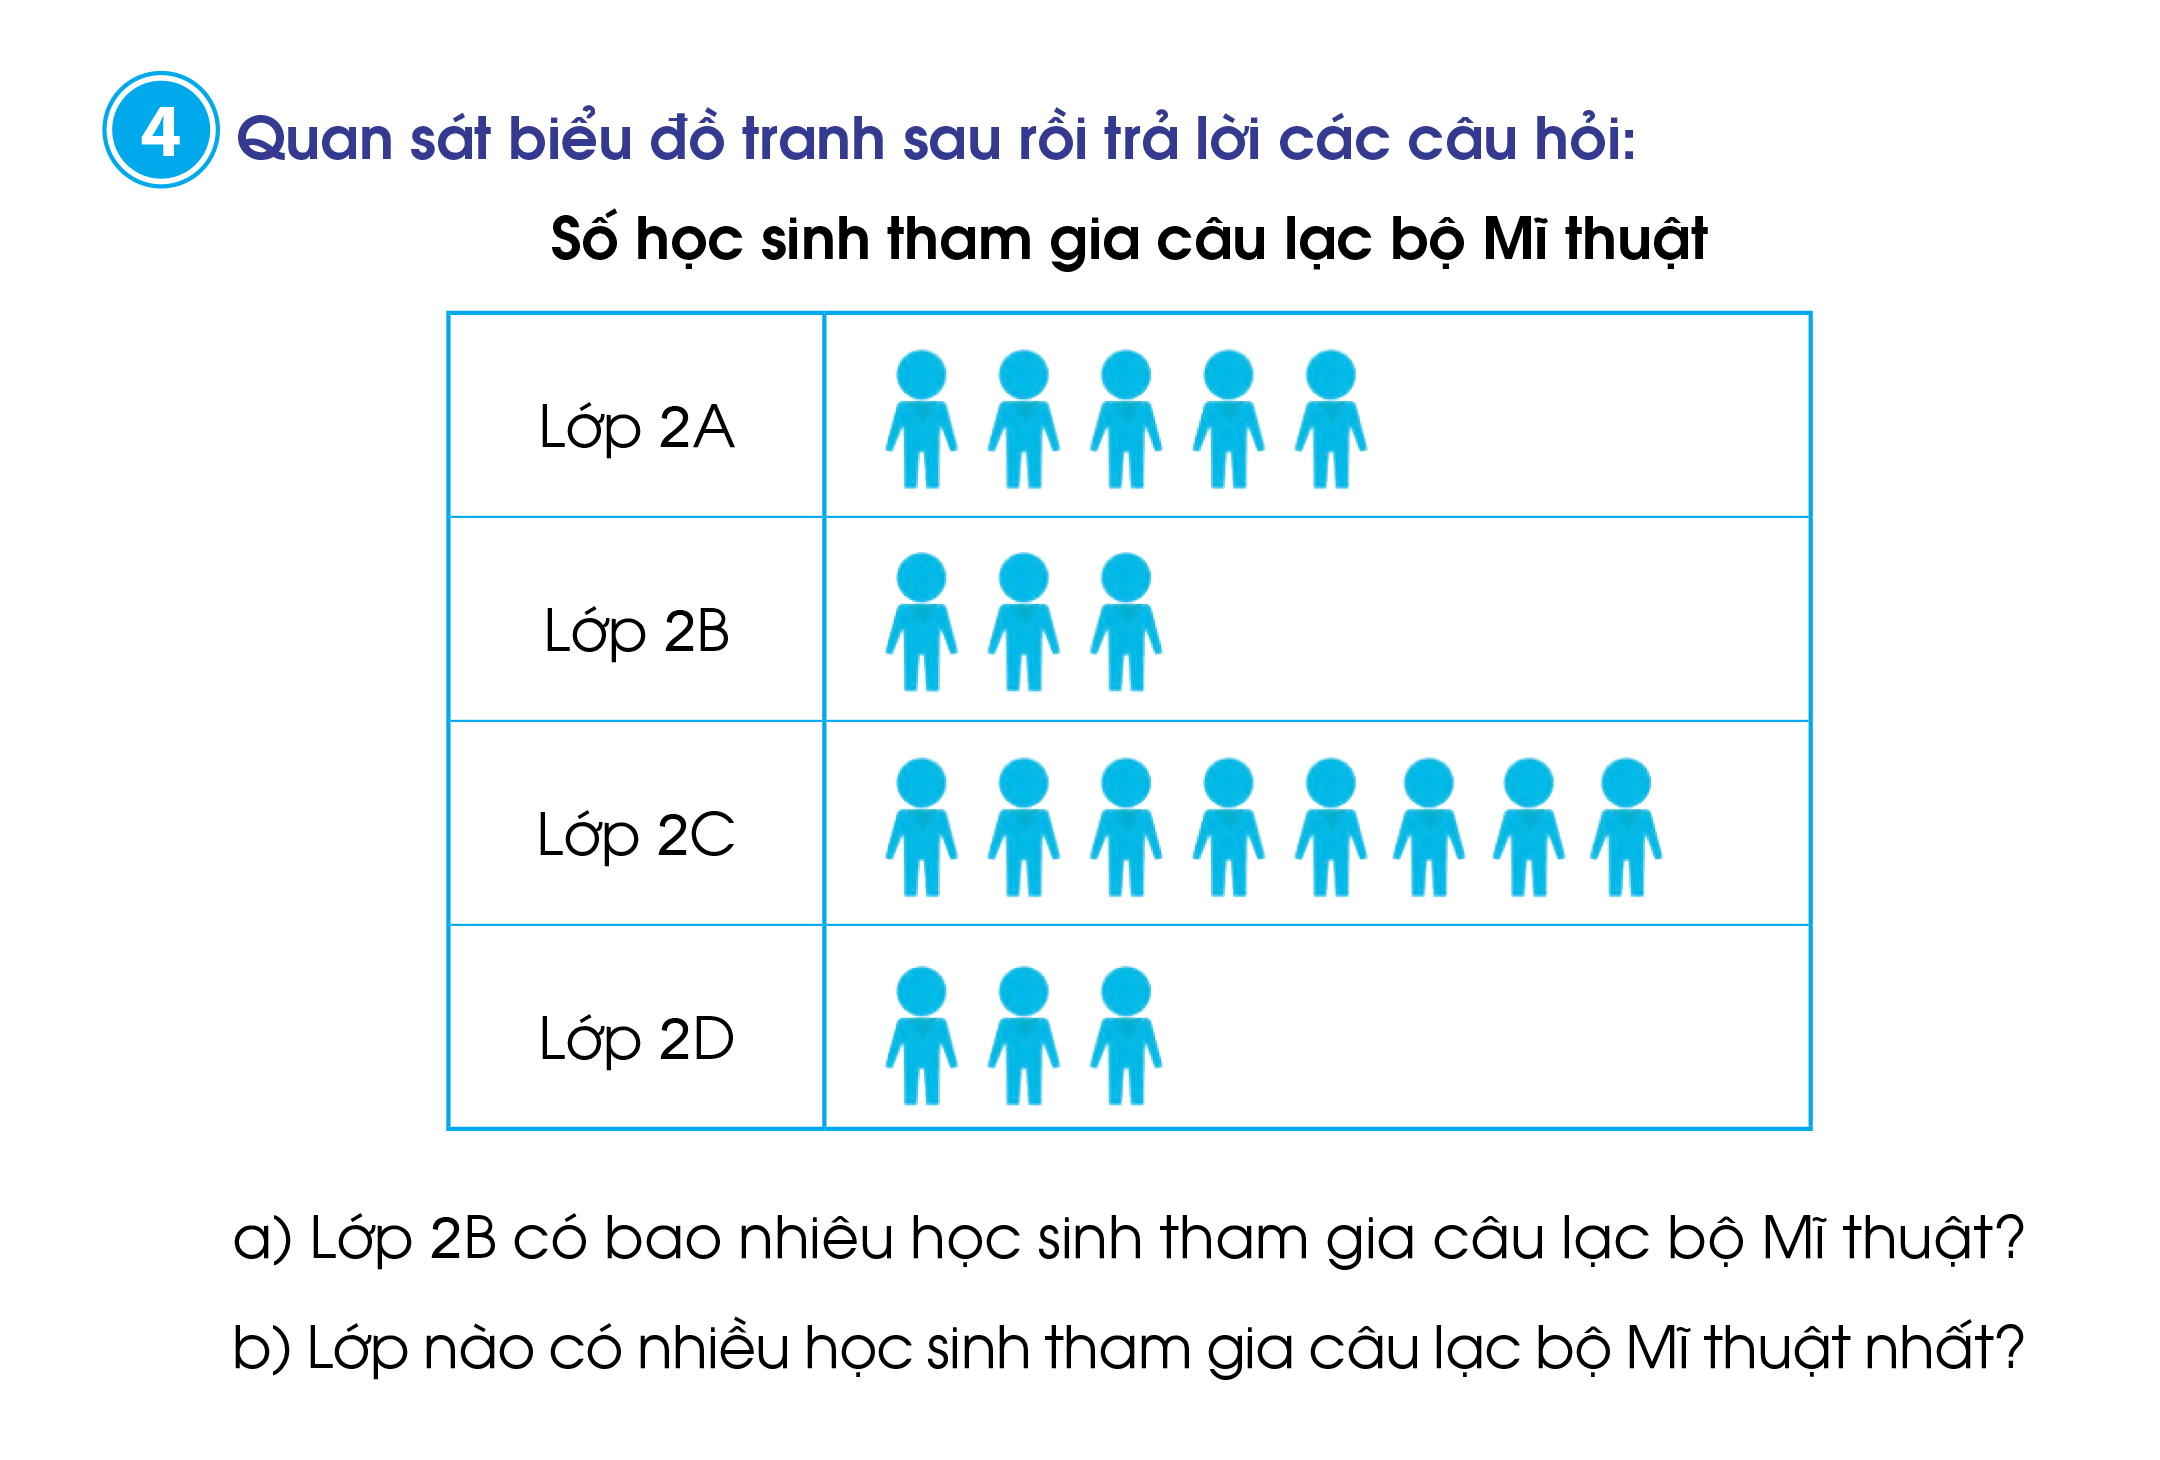 4 Quan sát biểu đồ tranh sau rồi trả lời các câu hỏi:
Số học sinh tham gia câu lạc bộ Mĩ thuật
Lớp 2A
Lớp 2B
Lớp 2C
Lớp 2D
a) Lớp 2B có bao nhiêu học sinh tham gia câu lạc bộ Mĩ thuật?
b) Lớp nào có nhiều học sinh tham gia câu lạc bộ Mĩ thuật nhất?